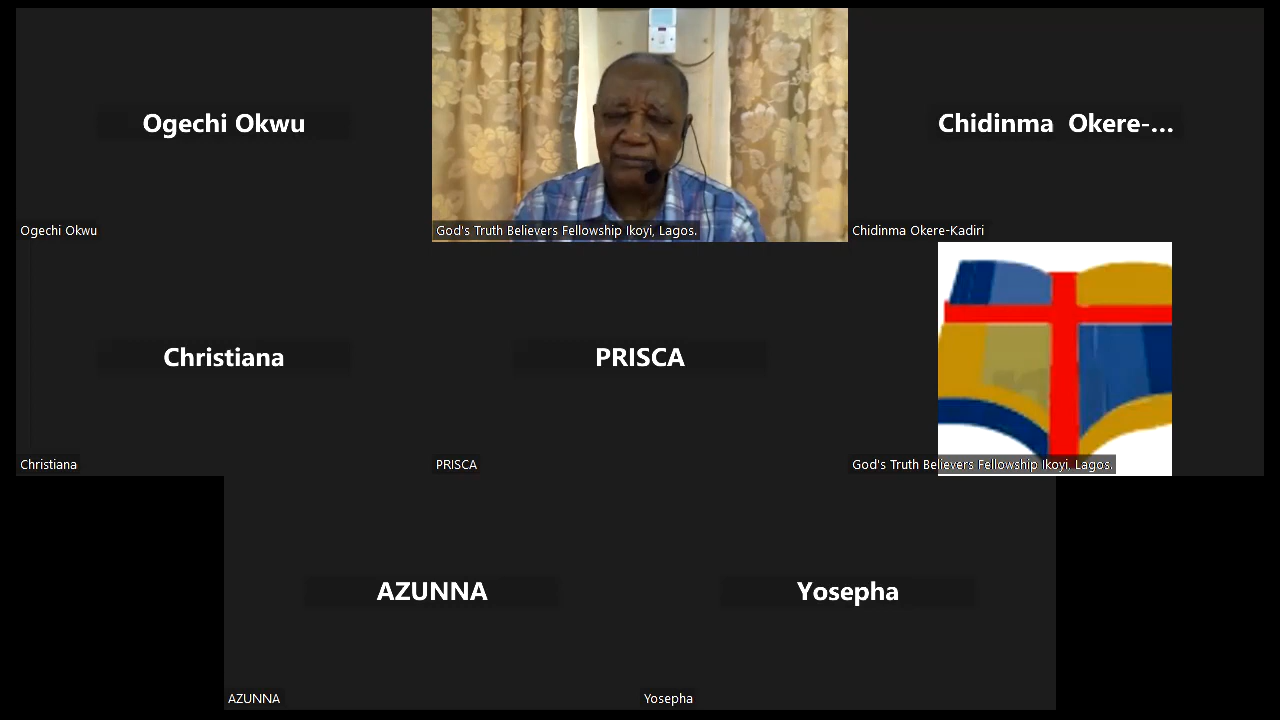 Ogechi Okwu
Ogechi Okwu
God's Truth Believers Fellowship Ikoyi, Lagos.
Chidinma Okere-...
Chidinma Okere-Kadiri
Christiana
Christiana
PRISCA
PRISCA
God's Truth Believers Fellowship Ikoyi, Lagos.
AZUNNA
AZUNNA
Yosepha
Yosepha